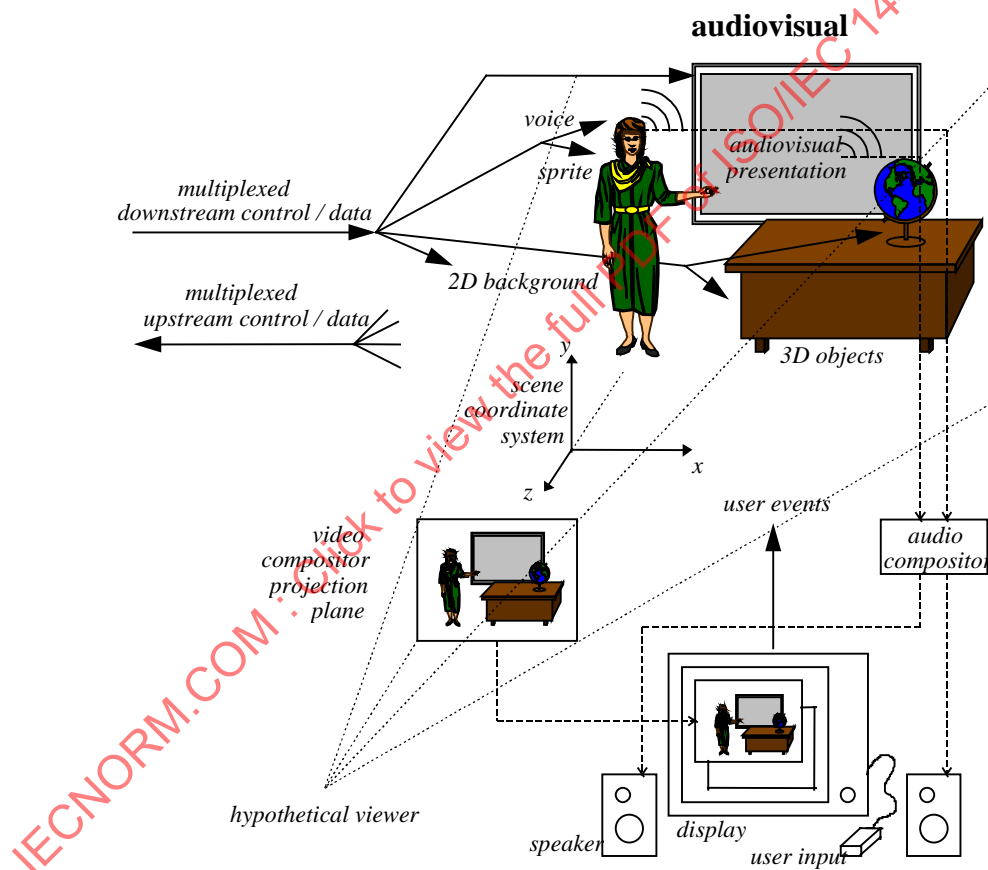 audiovisual
voice
sprite
audiovisual
presentation
multiplexed
downstream control / data
2D background
multiplexed
upstream control / data
3D objects
y
scene
coordinate
system
x
z
user events
video
compositor
projection
plane
audio
compositor
hypothetical viewer
speaker
display
user input
IECNORM.COM : Click to view the full PDF of ISO/IEC 14